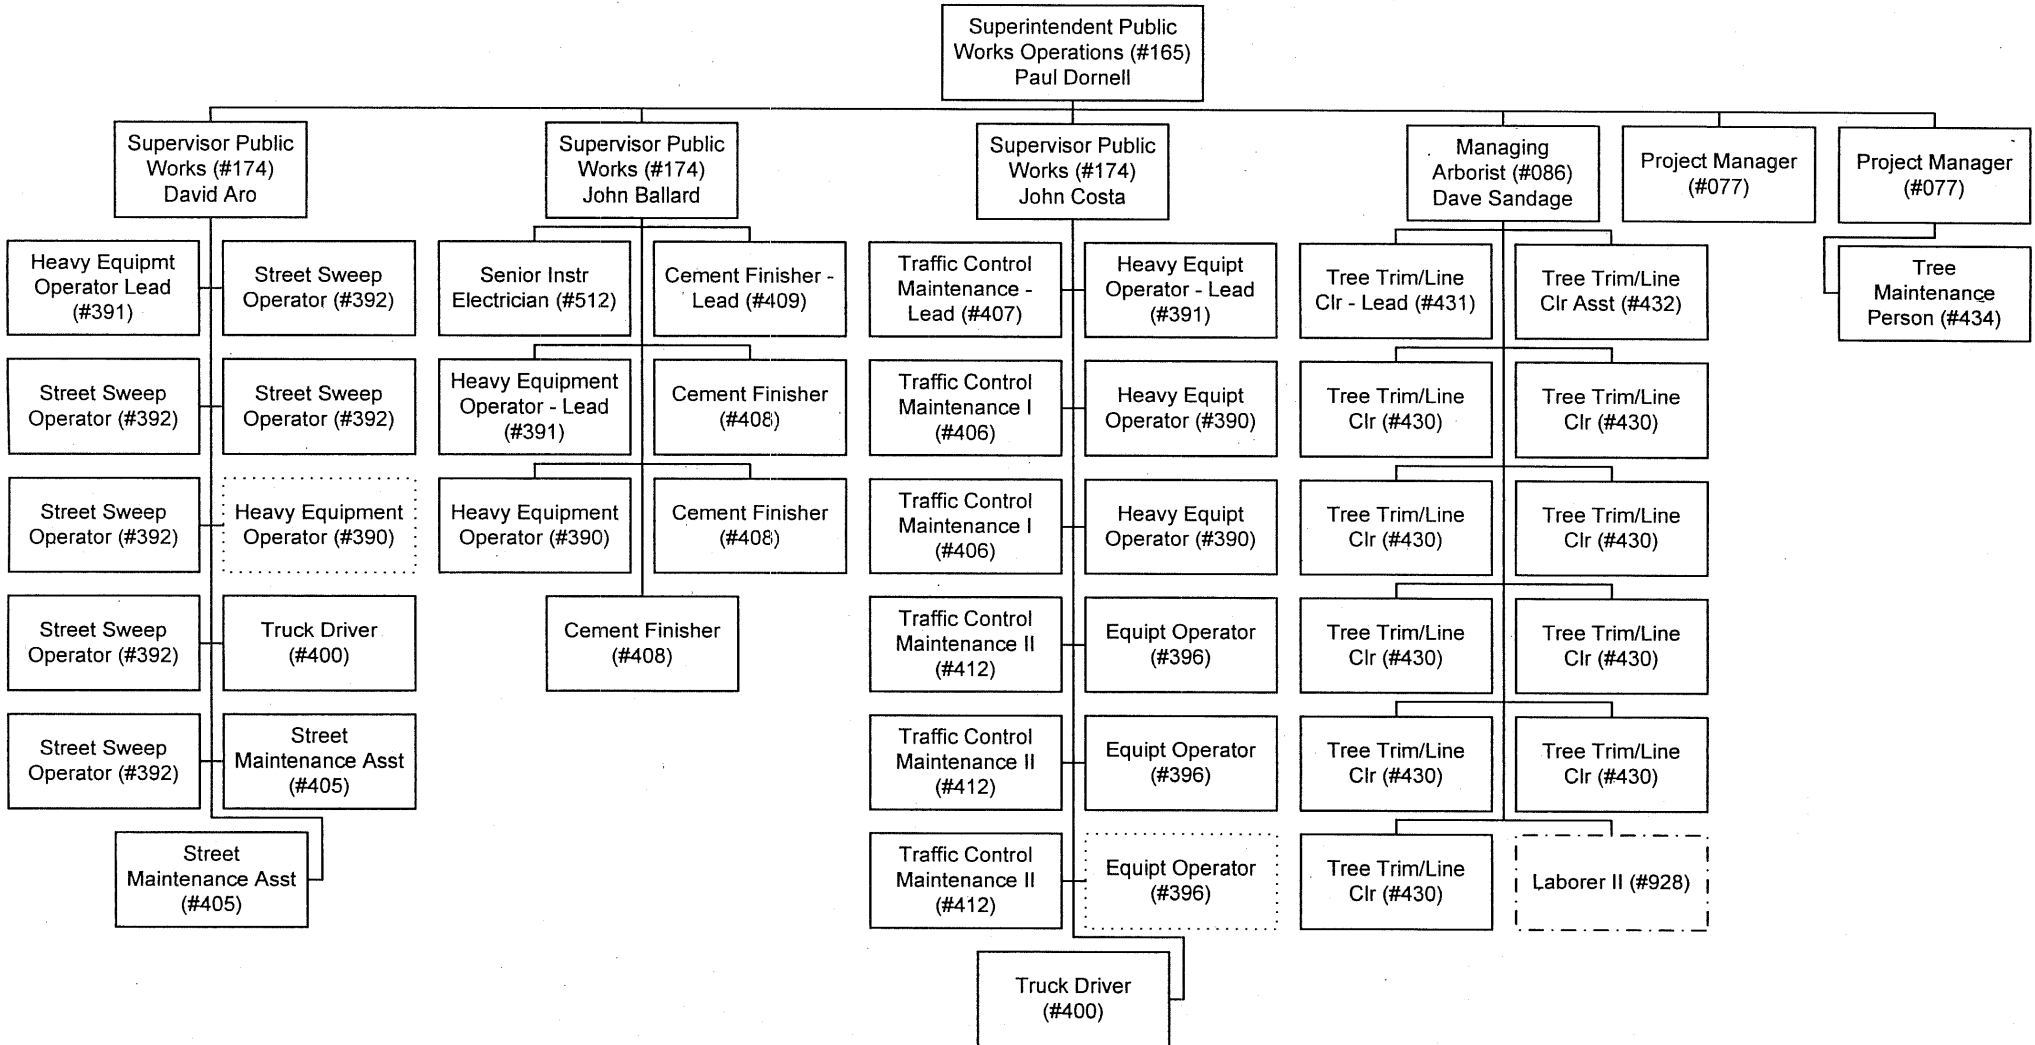 Superintendent Public
Works Operations (#165)
Paul Dornell
Supervisor Public
Works (#174)
David Aro
Supervisor Public
Works (#174)
John Ballard
Supervisor Public
Works (#174)
John Costa
Managing
Arborist (#086)
Dave Sandage
Project Manager
(#077)
Project Manager
(#077)
Heavy Equipmt
Operator Lead
(#391)
Street Sweep
Operator (#392)
Street Sweep
Operator (#392)
Street Sweep
Operator (#392)
Street Sweep
Operator (#392)
Heavy Equipment
Operator (#390)
Street Sweep
Operator (#392)
Truck Driver
(#400)
Street Sweep
Operator (#392)
Street
Maintenance Asst
(#405)
Street
Maintenance Asst
(#405)
Senior Instr
Electrician (#512)
Cement Finisher -
Lead (#409)
Heavy Equipment
Operator - Lead
(#391)
Cement Finisher
(#408)
Heavy Equipment
Operator (#390)
Cement Finisher
(#408)
Cement Finisher
(#408)
Traffic Control
Maintenance -
Lead (#407)
Heavy Equipt
Operator - Lead
(#391)
Traffic Control
Maintenance I
(#406)
Heavy Equipt
Operator (#390)
Traffic Control
Maintenance I
(#406)
Heavy Equipt
Operator (#390)
Traffic Control
Maintenance II
(#412)
Equipt Operator
(#396)
Traffic Control
Maintenance II
(#412)
Equipt Operator
(#396)
Traffic Control
Maintenance II
(#412)
Equipt Operator
(#396)
Truck Driver
(#400)
Tree Trim/Line
Clr - Lead (#431)
Tree Trim/Line
Clr Asst (#432)
Tree Trim/Line
Clr (#430)
Tree Trim/Line
Clr (#430)
Tree Trim/Line
Clr (#430)
Tree Trim/Line
Clr (#430)
Tree Trim/Line
Clr (#430)
Tree Trim/Line
Clr (#430)
Tree Trim/Line
Clr (#430)
Tree Trim/Line
Clr (#430)
Tree Trim/Line
Clr (#430)
Laborer II (#928)
Tree
Maintenance
Person (#434)